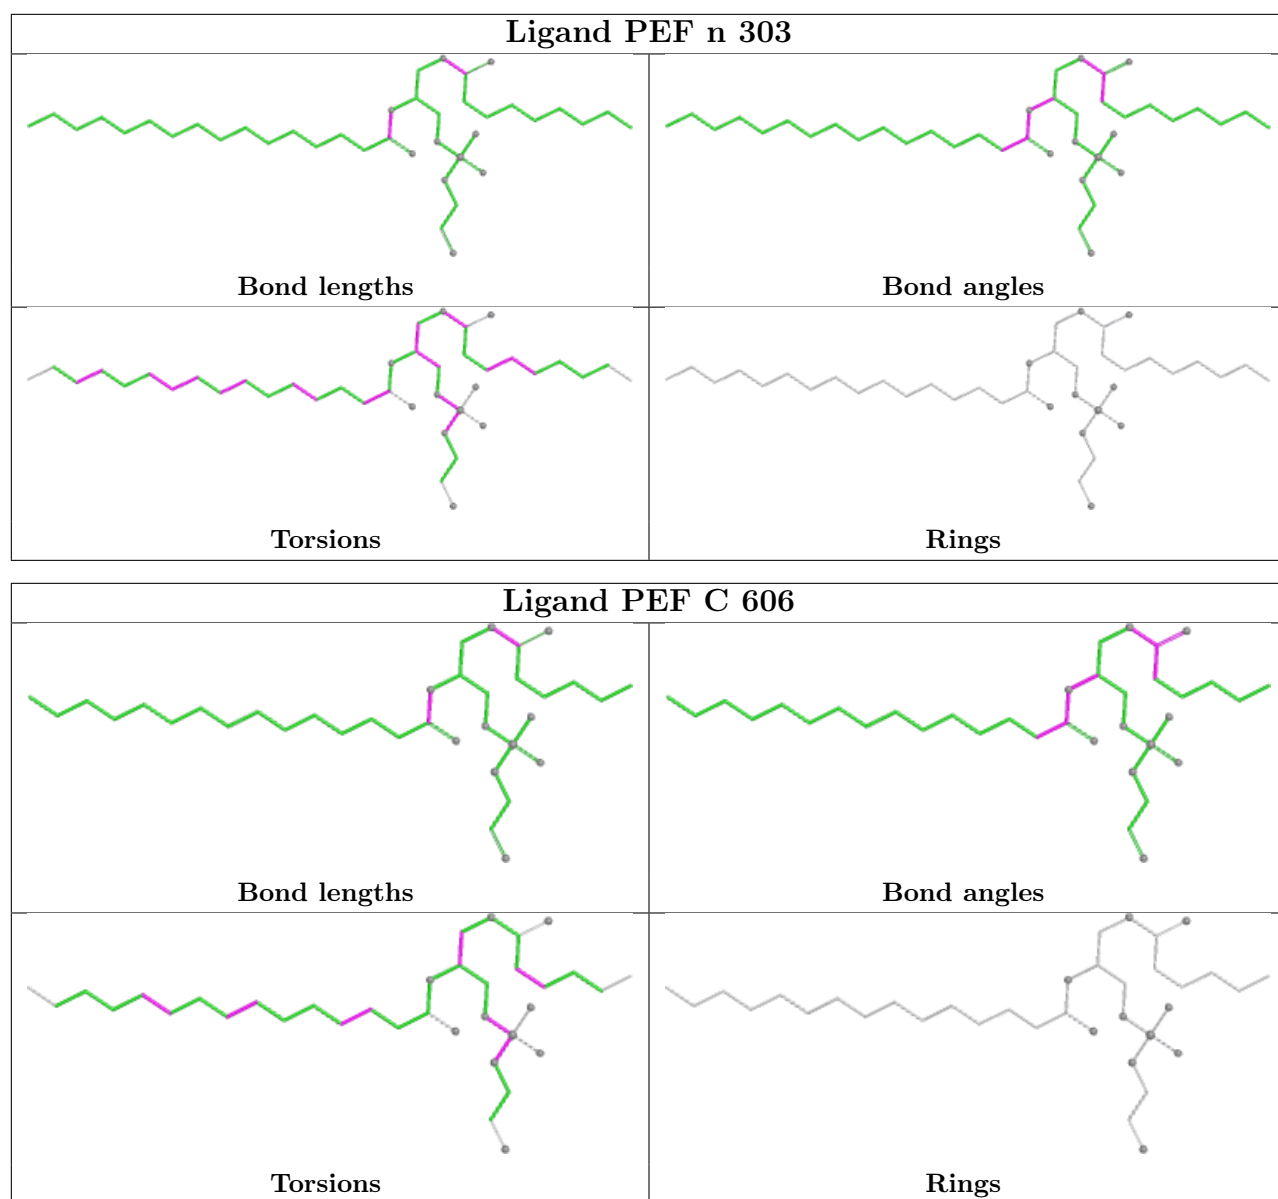 Ligand PEF n 303
Bond lengths
Bond angles
Torsions
Rings
Ligand PEF C 606
Bond lengths
Bond angles
Torsions
Rings